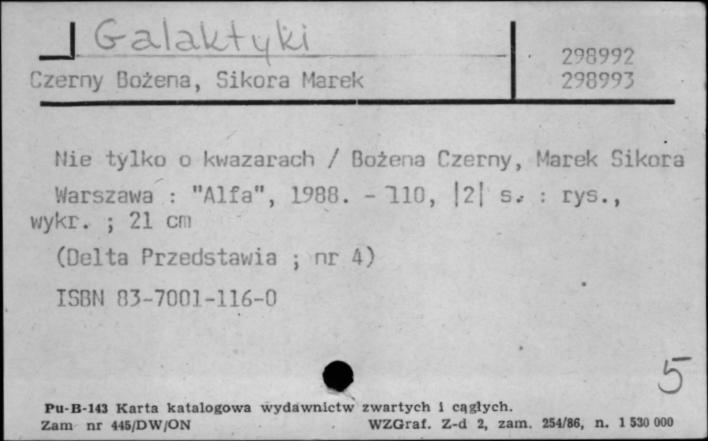 Galaktyki
298992
Czerny Bożena, Sikora Marek
298993
Nie tylko o kwazarach / Bożena Czerny, Marek Sikora
Warszawa : "Alfa", 1988. - 110, |2| s. : rys.,
wykr. ; 21 cm
(Delta Przedstawia ; nr 4)
ISBN 83-7001-116-0
5
Pu-B-143 Karta katalogowa wydawnictw zwartych i ciągłych.
Zam nr 445/DW/ON WZGraf. Z-d 2, zam. 254/86, n. 1 530 000